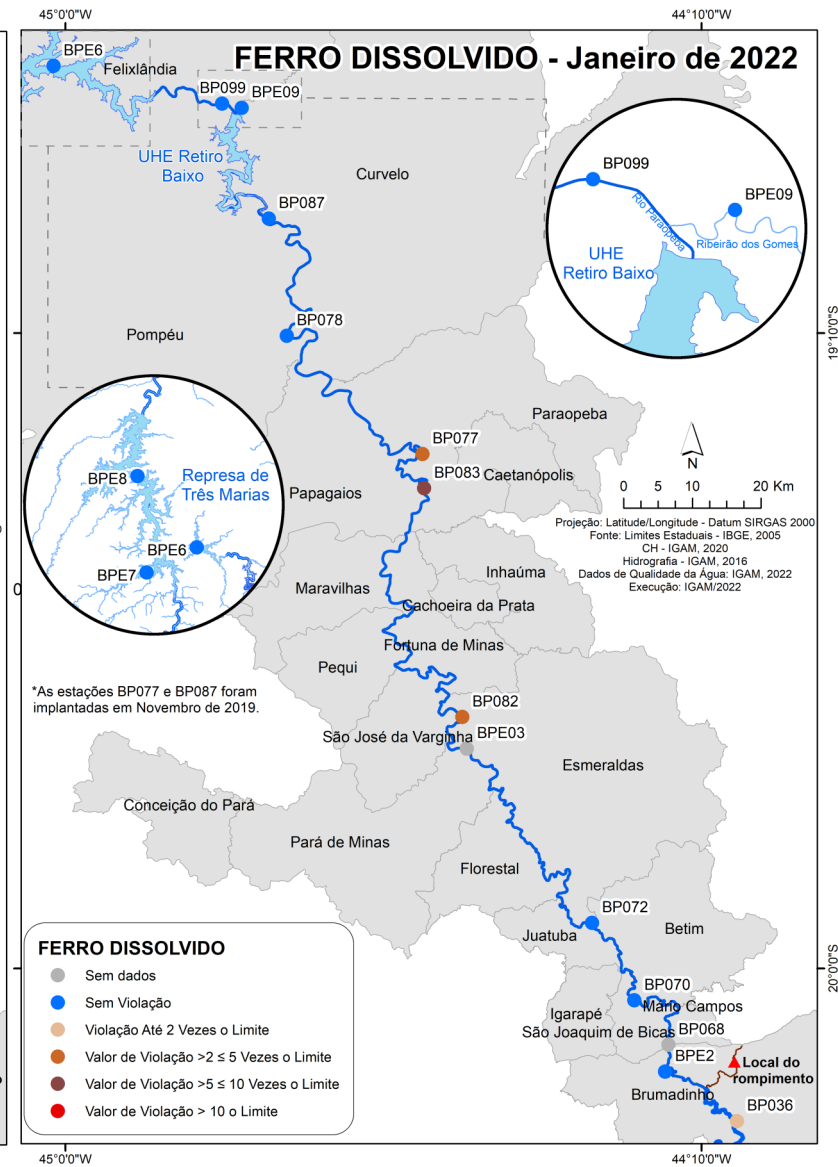 45°0'0"W
44°10'0"W
FERRO DISSOLVIDO - Janeiro de 2022
BPE6
Felixlândia
BP099
BPE09
UHE Retiro
Baixo
Curvelo
BP087
BP099
BPE09
Rio Paraopeba
Ribeirão dos Gomes
UHE
Retiro Baixo
BP078
Pompéu
19°10'0"S
Paraopeba
BP077
BP083
Caetanópolis
Papagaios
N
0 5 10 20 Km
Projeção: Latitude/Longitude - Datum SIRGAS 2000
Fonte: Limites Estaduais - IBGE, 2005
CH - IGAM, 2020
Hidrografia - IGAM, 2016
Dados de Qualidade da Água: IGAM, 2022
Execução: IGAM/2022
BPE8
Represa de
Três Marias
BPE6
BPE7
Inhaúma
Maravilhas
Cachoeira da Prata
Fortuna de Minas
Pequi
*As estações BP077 e BP087 foram
implantadas em Novembro de 2019.
BP082
São José da Varginha
BPE03
Esmeraldas
Conceição do Pará
Pará de Minas
Florestal
BP072
Juatuba
Betim
20°0'0"S
BP070
Mário Campos
Igarapé
São Joaquim de Bicas
BP068
BPE2
Local do
rompimento
Brumadinho
BP036
FERRO DISSOLVIDO
Sem dados
Sem Violação
Violação Até 2 Vezes o Limite
Valor de Violação >2 ≤ 5 Vezes o Limite
Valor de Violação >5 ≤ 10 Vezes o Limite
Valor de Violação > 10 o Limite
45°0'0"W
44°10'0"W